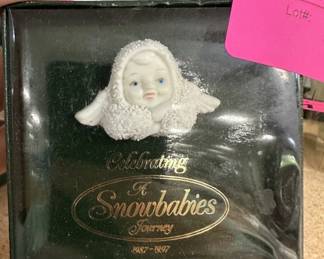 Lot#:
Celebrating
A
Snowbabies
Journey
1987-1997